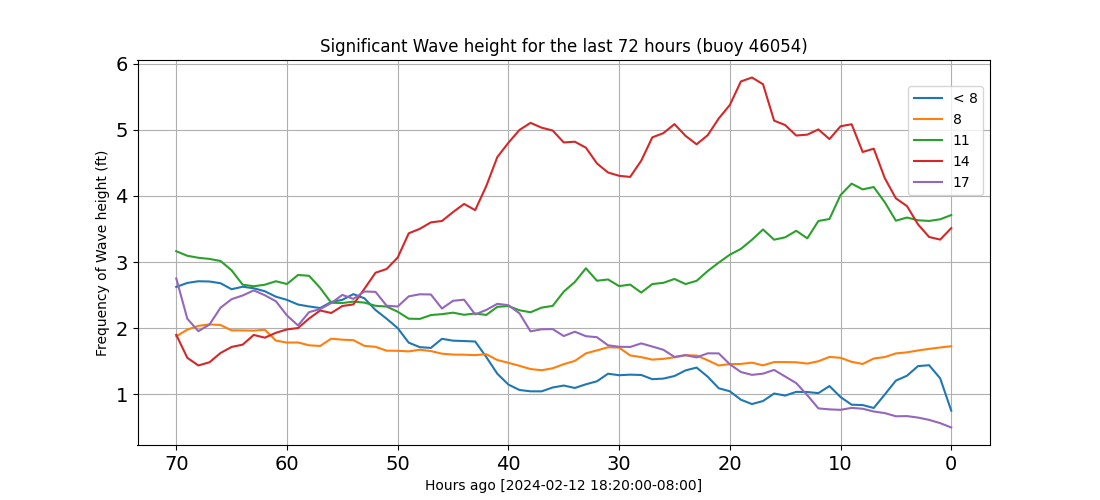 Significant Wave height for the last 72 hours (buoy 46054)
Frequency of Wave height (ft)
6
5
4
3
2
1
< 8
8
11
14
17
70 60 50 40 30 20 10 0
Hours ago [2024-02-12 18:20:00-08:00]